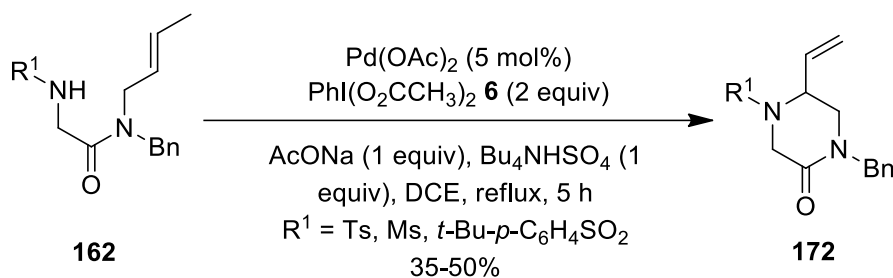 R¹
NH
N
Bn
O
162
Pd(OAc)₂ (5 mol%)
PhI(O₂CCH₃)₂ 6 (2 equiv)
AcONa (1 equiv), Bu₄NHSO₄ (1
equiv), DCE, reflux, 5 h
R¹ = Ts, Ms, t-Bu-p-C₆H₄SO₂
35-50%
R¹
N
N
Bn
O
172